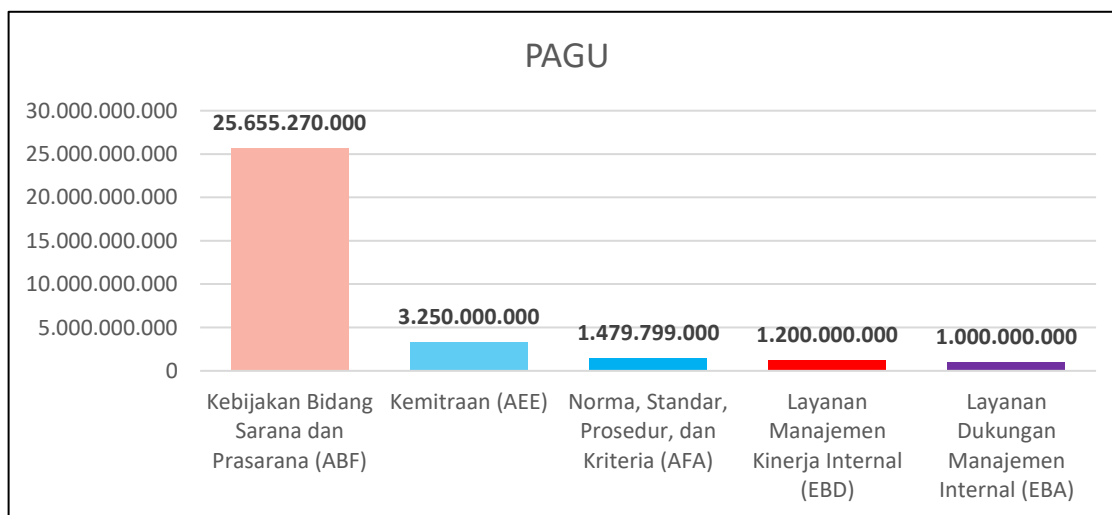 PAGU
30.000.000.000
25.000.000.000
20.000.000.000
15.000.000.000
10.000.000.000
5.000.000.000
0
25.655.270.000
3.250.000.000
1.479.799.000
1.200.000.000
1.000.000.000
Kebijakan Bidang
Sarana dan
Prasarana (ABF)
Kemitraan (AEE)
Norma, Standar,
Prosedur, dan
Kriteria (AFA)
Layanan
Manajemen
Kinerja Internal
(EBD)
Layanan
Dukungan
Manajemen
Internal (EBA)